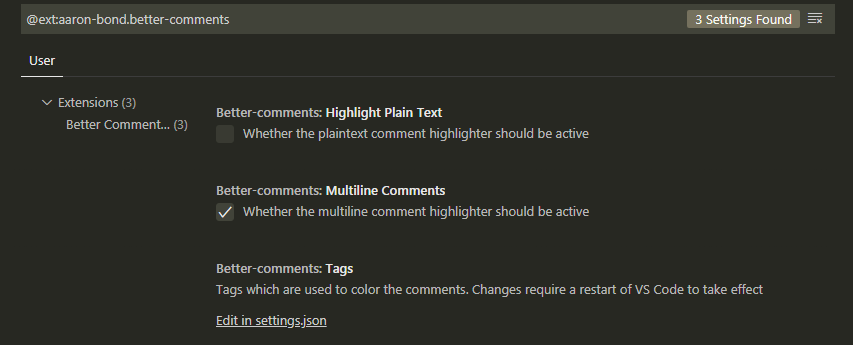 @ext:aaron-bond.better-comments
3 Settings Found
User
Extensions (3)
Better Comment... (3)
Better-comments: Highlight Plain Text
Whether the plaintext comment highlighter should be active
Better-comments: Multiline Comments
Whether the multiline comment highlighter should be active
Better-comments: Tags
Tags which are used to color the comments. Changes require a restart of VS Code to take effect
Edit in settings.json